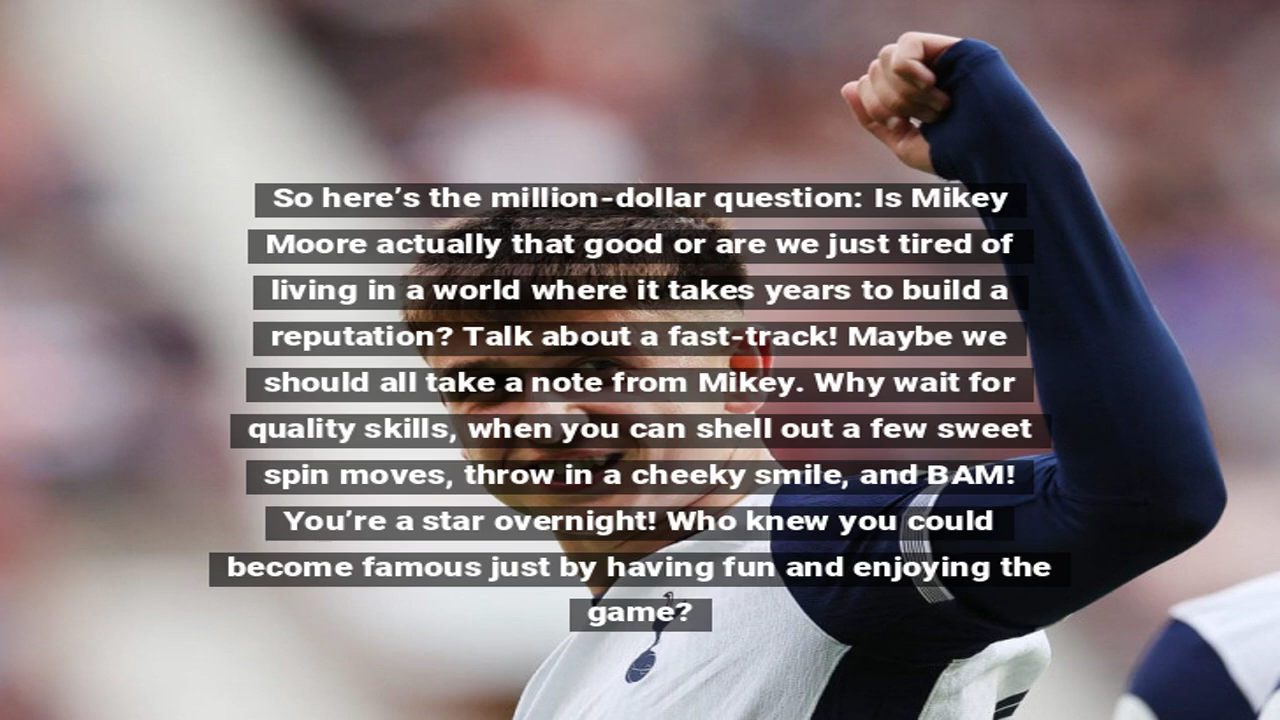 So here's the million-dollar question: Is Mikey
Moore actually that good or are we just tired of
living in a world where it takes years to build a
reputation? Talk about a fast-track! Maybe we
should all take a note from Mikey. Why wait for
quality skills, when you can shell out a few sweet
spin moves, throw in a cheeky smile, and BAM!
You're a star overnight! Who knew you could
become famous just by having fun and enjoying the
game?